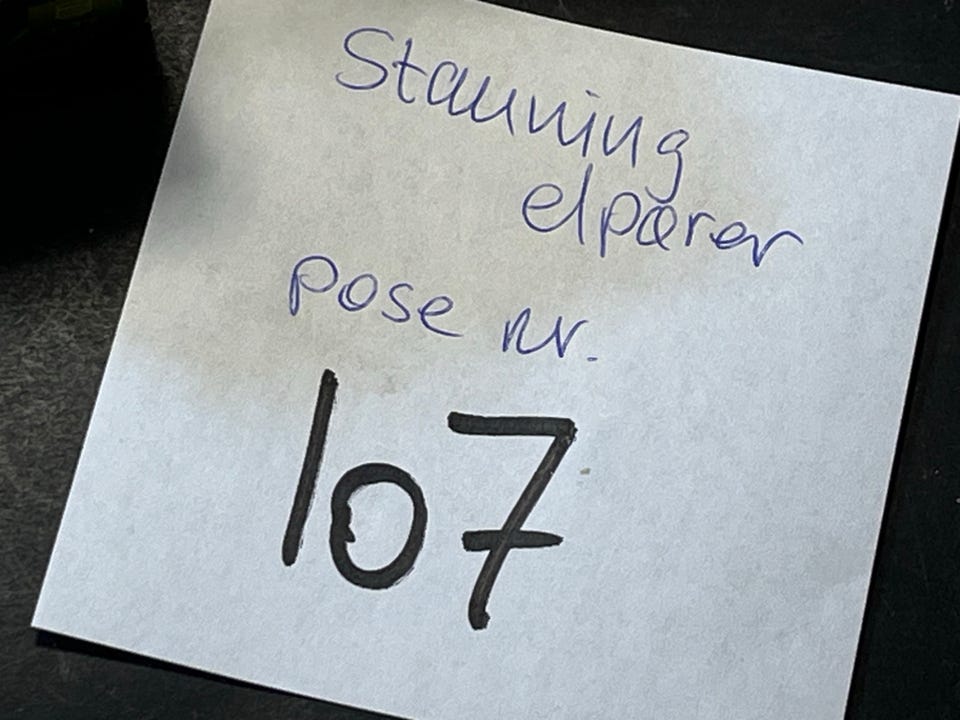 Stauning
elpærer
pose nr.
107